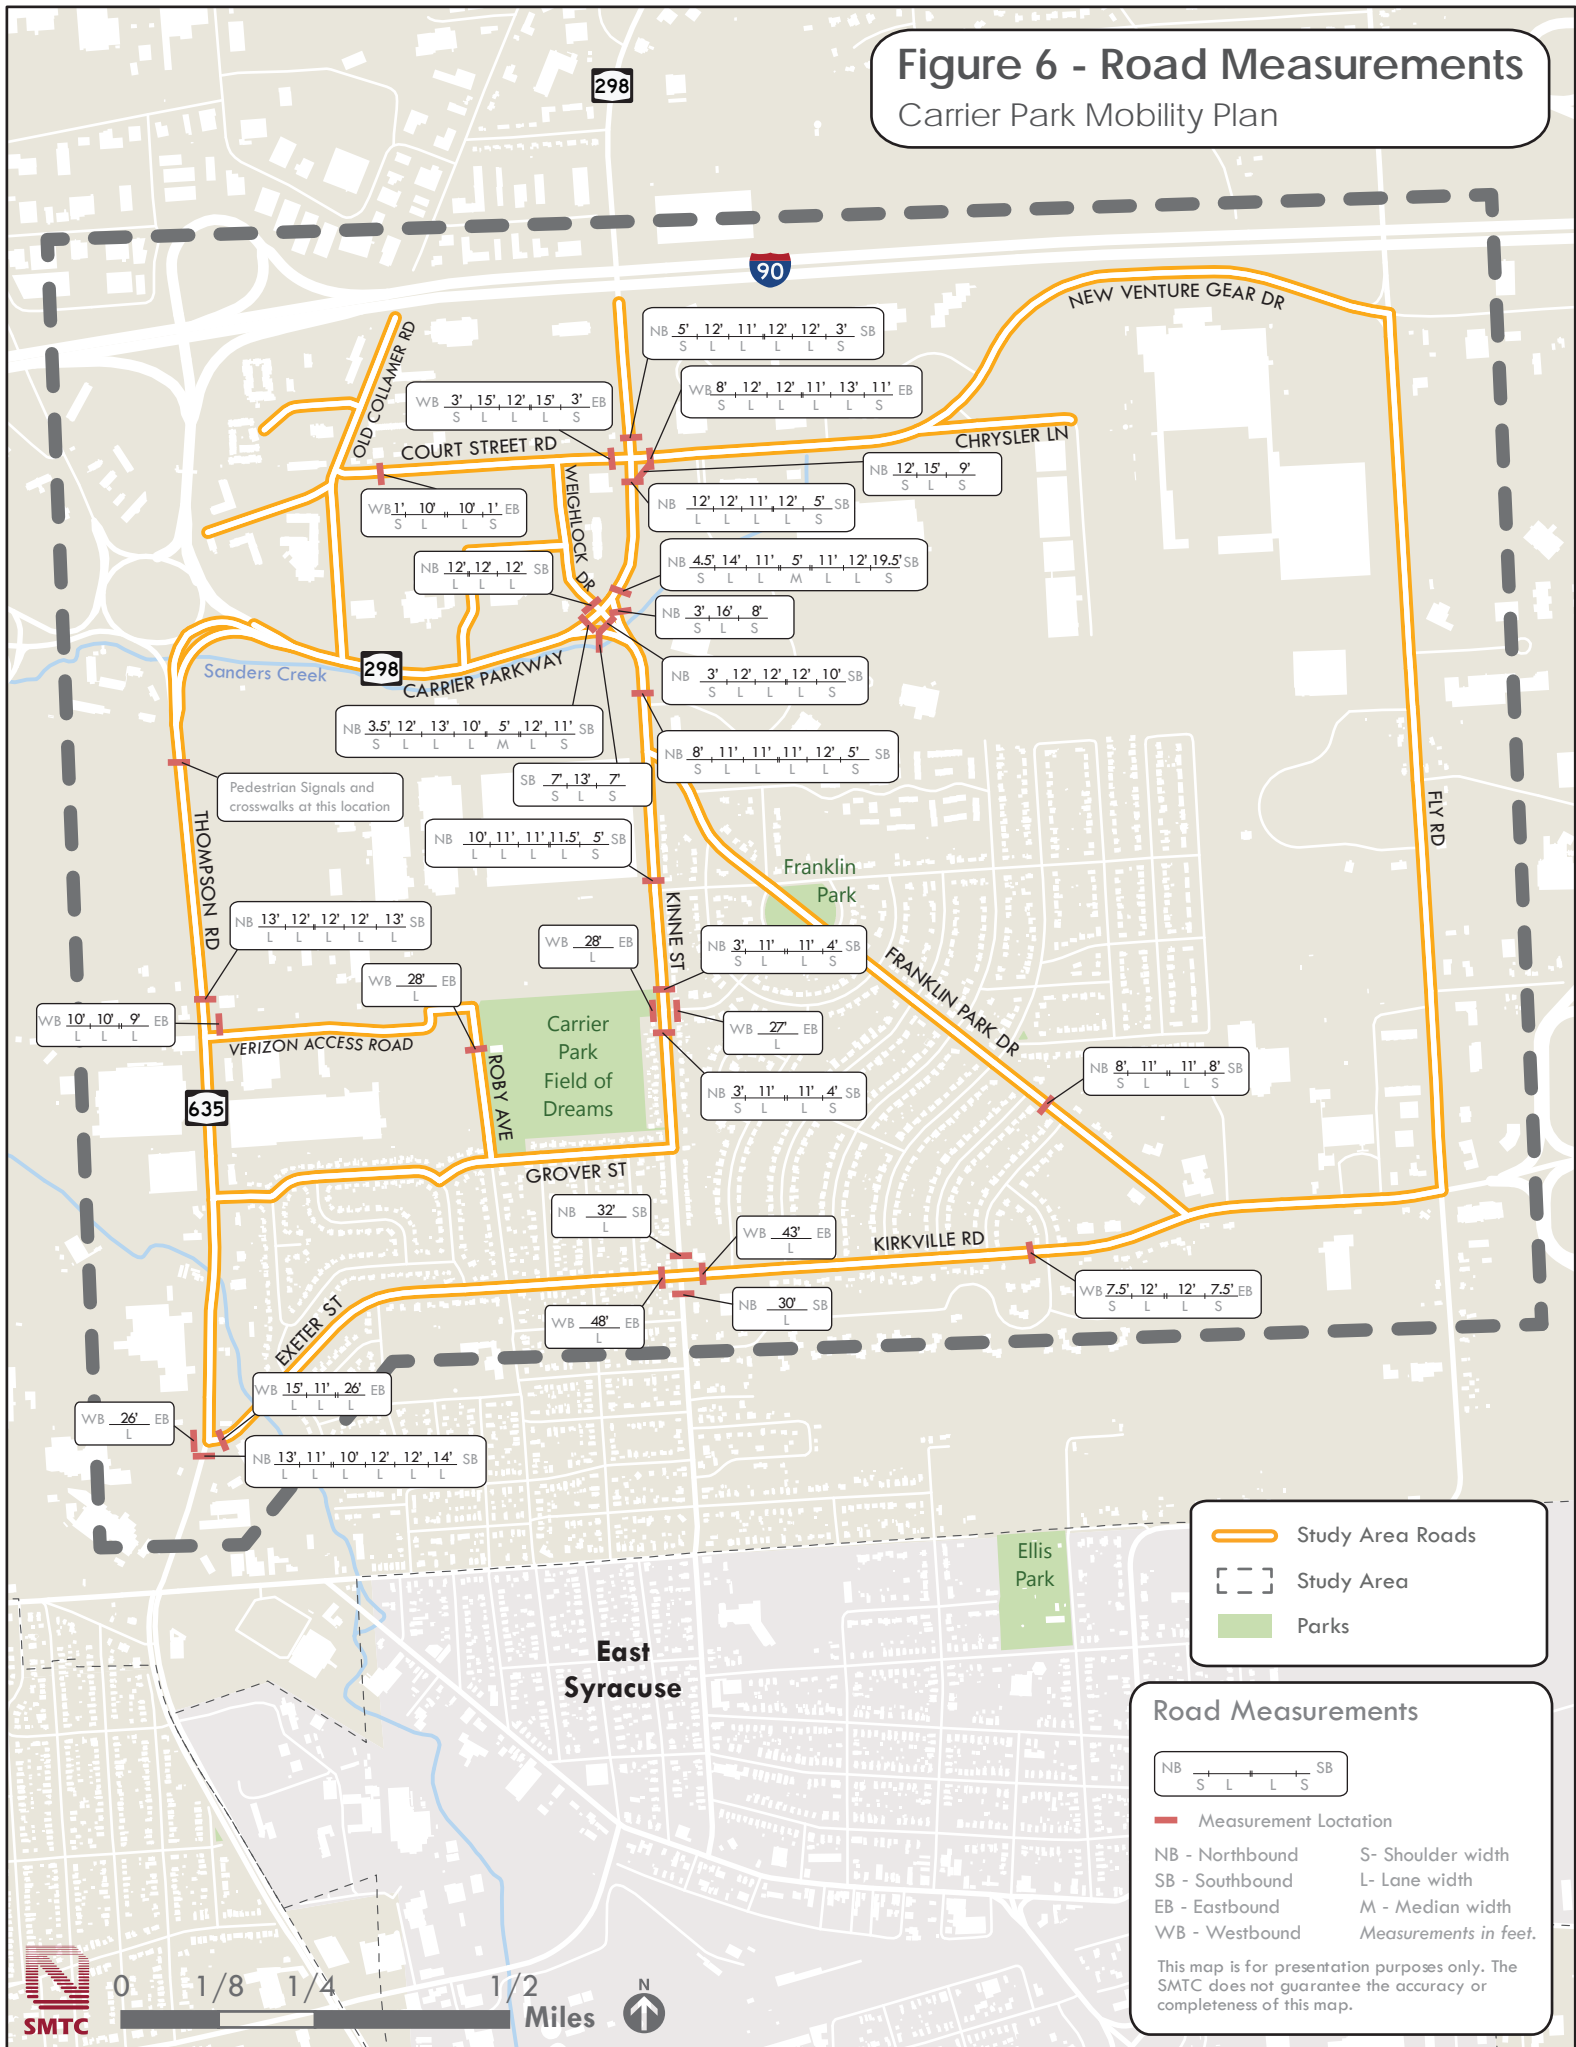 Figure 6 - Road Measurements
Carrier Park Mobility Plan
298
90
NEW VENTURE GEAR DR
OLD COLLAMER RD
NB 5' 12' 11' 12' 12' 3' SB
S L L L L S
WB 8' 12' 12' 11' 13' 11' EB
S L L L L S
WB 3' 15' 12' 15' 3' EB
S L L L S
COURT STREET RD
CHRYSLER LN
NB 12' 15' 9'
S L S
WB 1' 10' 10' 1' EB
S L L S
WEIGHLOCK DR
NB 12' 12' 11' 12' 5' SB
L L L L S
NB 4.5' 14' 11' 5' 11' 12' 19.5' SB
S L L M L L S
NB 12' 12' 12' SB
L L L
NB 3' 16' 8'
S L S
Sanders Creek
298
CARRIER PARKWAY
NB 3' 12' 12' 12' 10' SB
S L L L S
NB 3.5' 12' 13' 10' 5' 12' 11' SB
S L L L M L S
NB 8' 11' 11' 11' 12' 5' SB
S L L L L S
SB 7' 13' 7'
S L S
Pedestrian Signals and
crosswalks at this location
THOMPSON RD
FLY RD
NB 10' 11' 11' 11.5' 5' SB
L L L L S
Franklin
Park
KINNE ST
NB 13' 12' 12' 12' 13' SB
L L L L L
WB 28' EB
L
NB 3' 11' 11' 4' SB
S L L S
FRANKLIN PARK DR
WB 28' EB
L
WB 10' 10' 9' EB
L L L
VERIZON ACCESS ROAD
Carrier
Park
Field of
Dreams
WB 27' EB
L
ROBY AVE
NB 8' 11' 11' 8' SB
S L L S
NB 3' 11' 11' 4' SB
S L L S
635
GROVER ST
NB 32' SB
L
WB 43' EB
L
KIRKVILLE RD
WB 7.5' 12' 12' 7.5' EB
S L L S
NB 30' SB
L
WB 48' EB
L
EXETER ST
WB 15' 11' 26' EB
L L L
WB 26' EB
L
NB 13' 11' 10' 12' 12' 14' SB
L L L L L L
Study Area Roads
Study Area
Parks
Ellis
Park
East
Syracuse
Road Measurements
NB SB
S L L S
Measurement Loctation
NB - Northbound
SB - Southbound
EB - Eastbound
WB - Westbound
S- Shoulder width
L- Lane width
M - Median width
Measurements in feet.
This map is for presentation purposes only. The
SMTC does not guarantee the accuracy or
completeness of this map.
SMTC
0 1/8 1/4 1/2
Miles
N